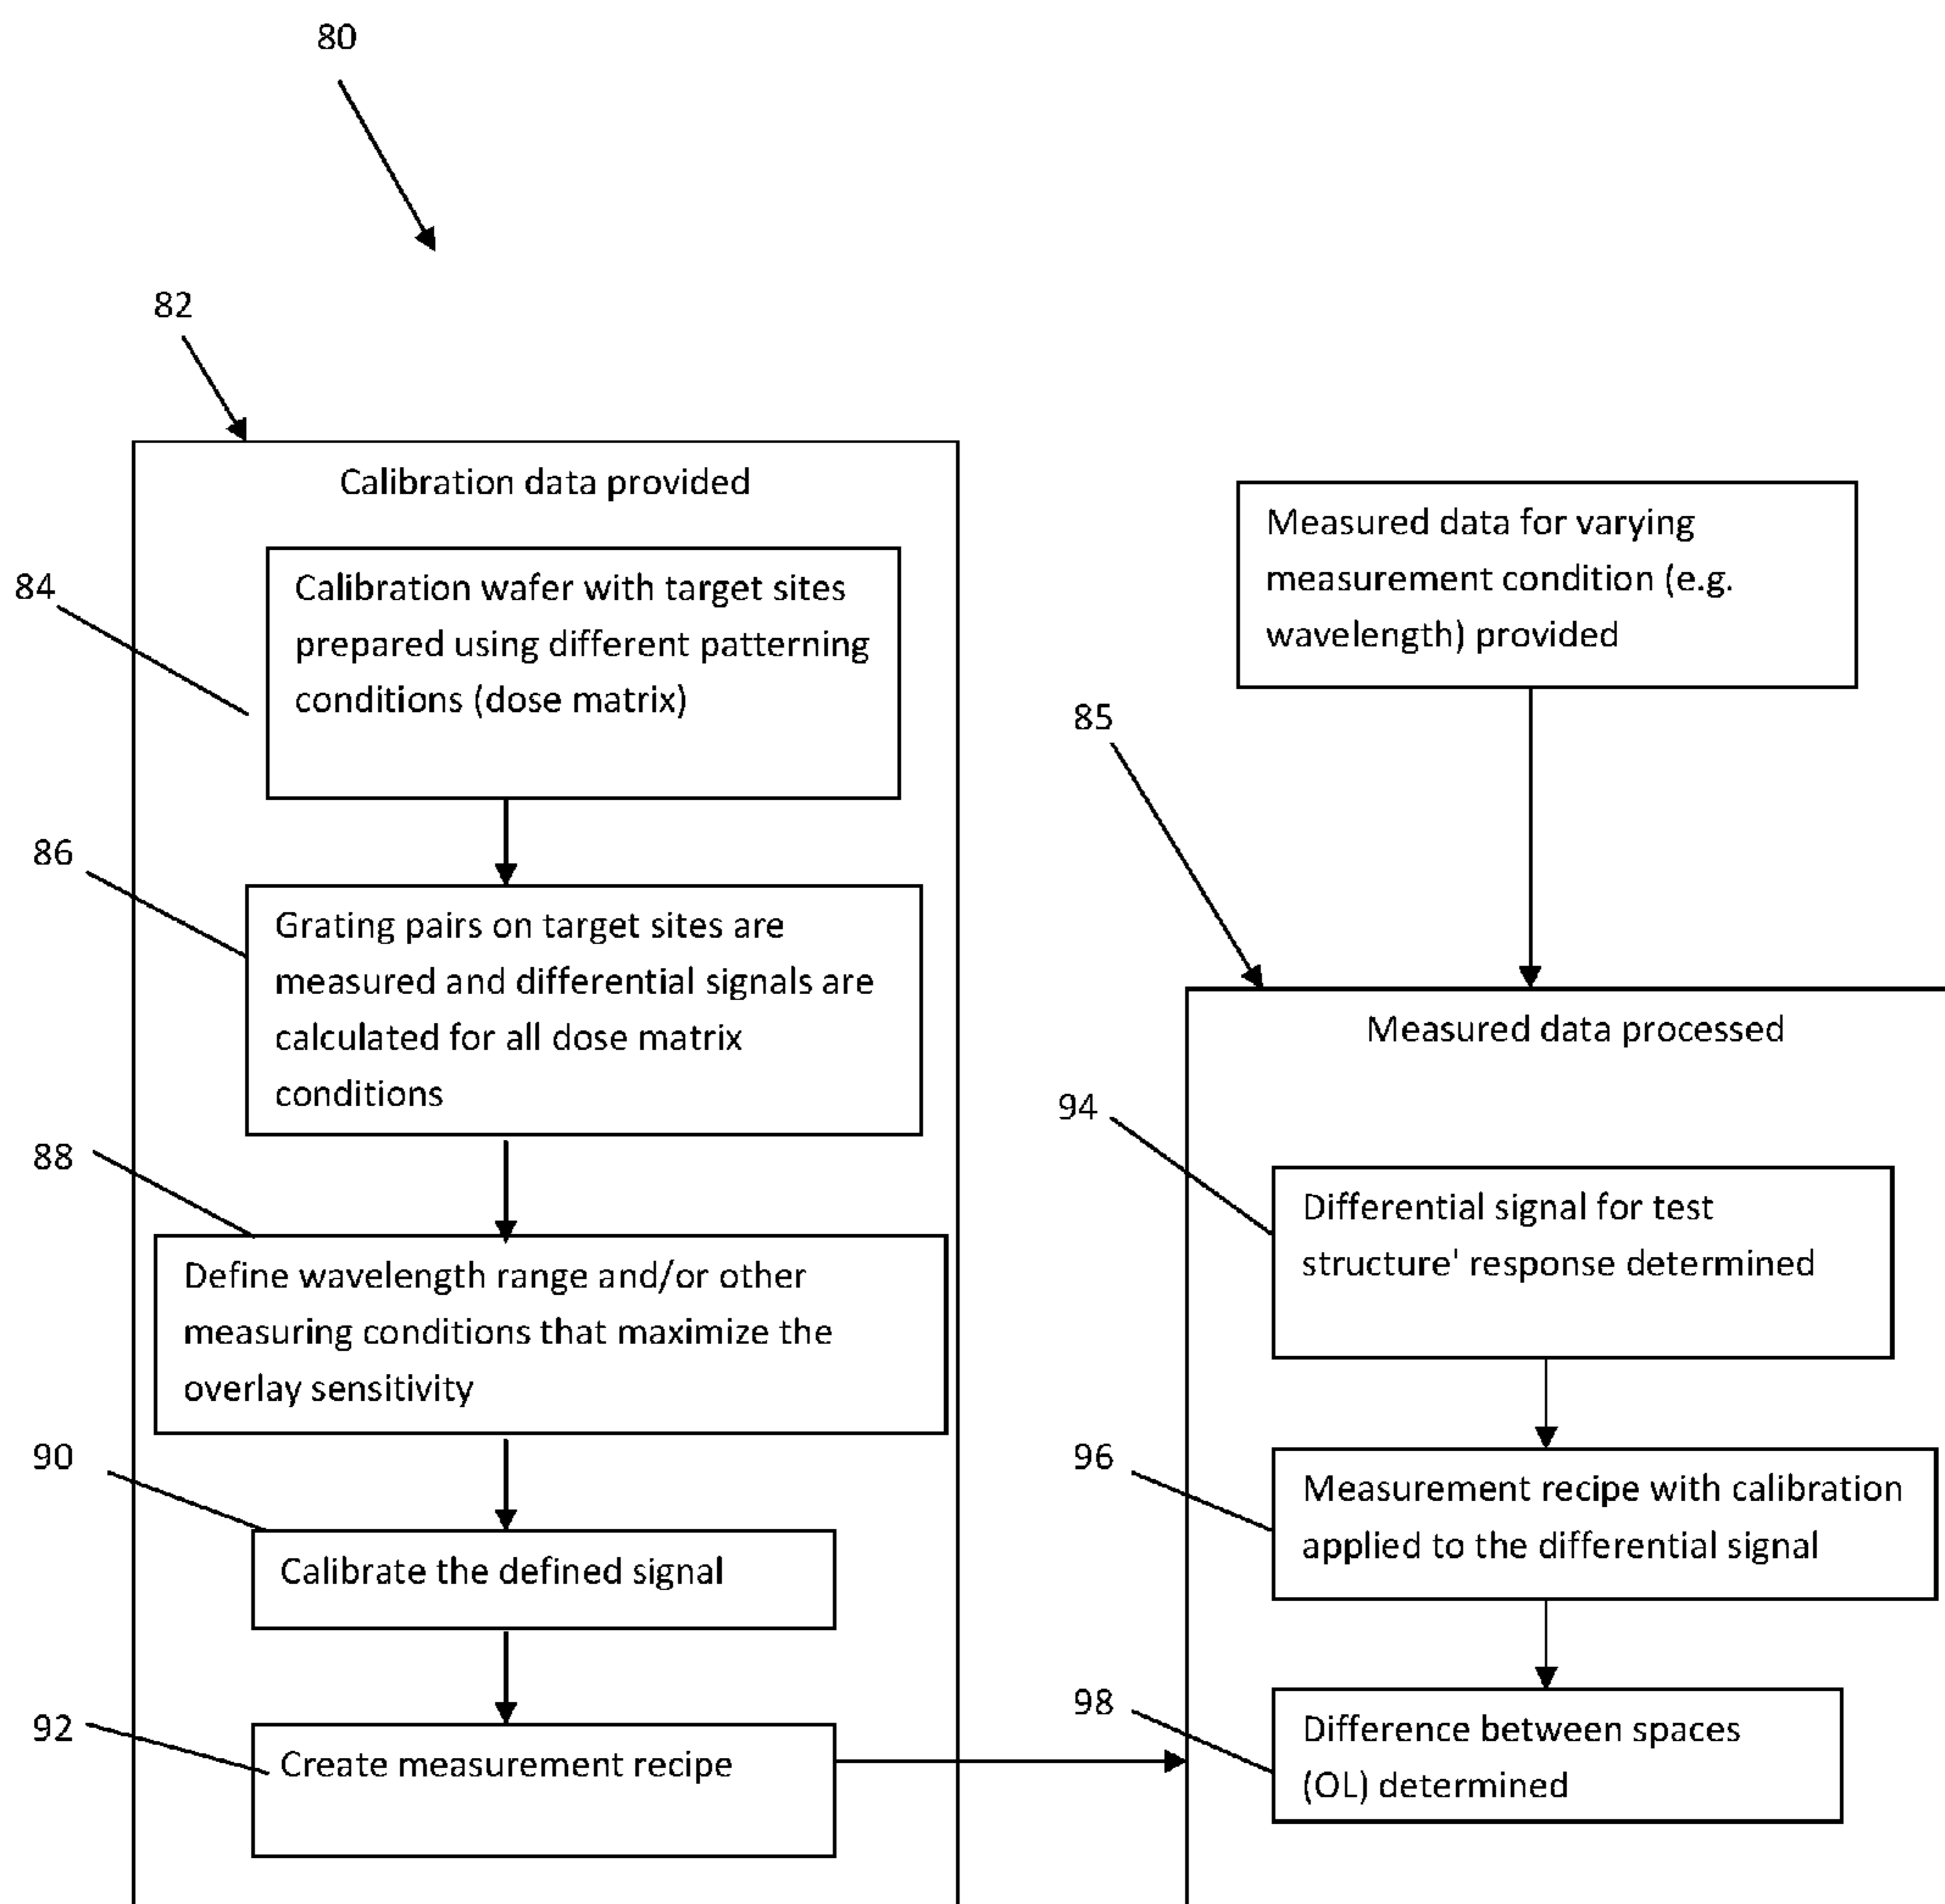 80
82
Calibration data provided
84
Calibration wafer with target sites
prepared using different patterning
conditions (dose matrix)
86
Grating pairs on target sites are
measured and differential signals are
calculated for all dose matrix
conditions
88
Define wavelength range and/or other
measuring conditions that maximize the
overlay sensitivity
90
Calibrate the defined signal
92
Create measurement recipe
Measured data for varying
measurement condition (e.g.
wavelength) provided
85
Measured data processed
94
Differential signal for test
structure' response determined
96
Measurement recipe with calibration
applied to the differential signal
98
Difference between spaces
(OL) determined